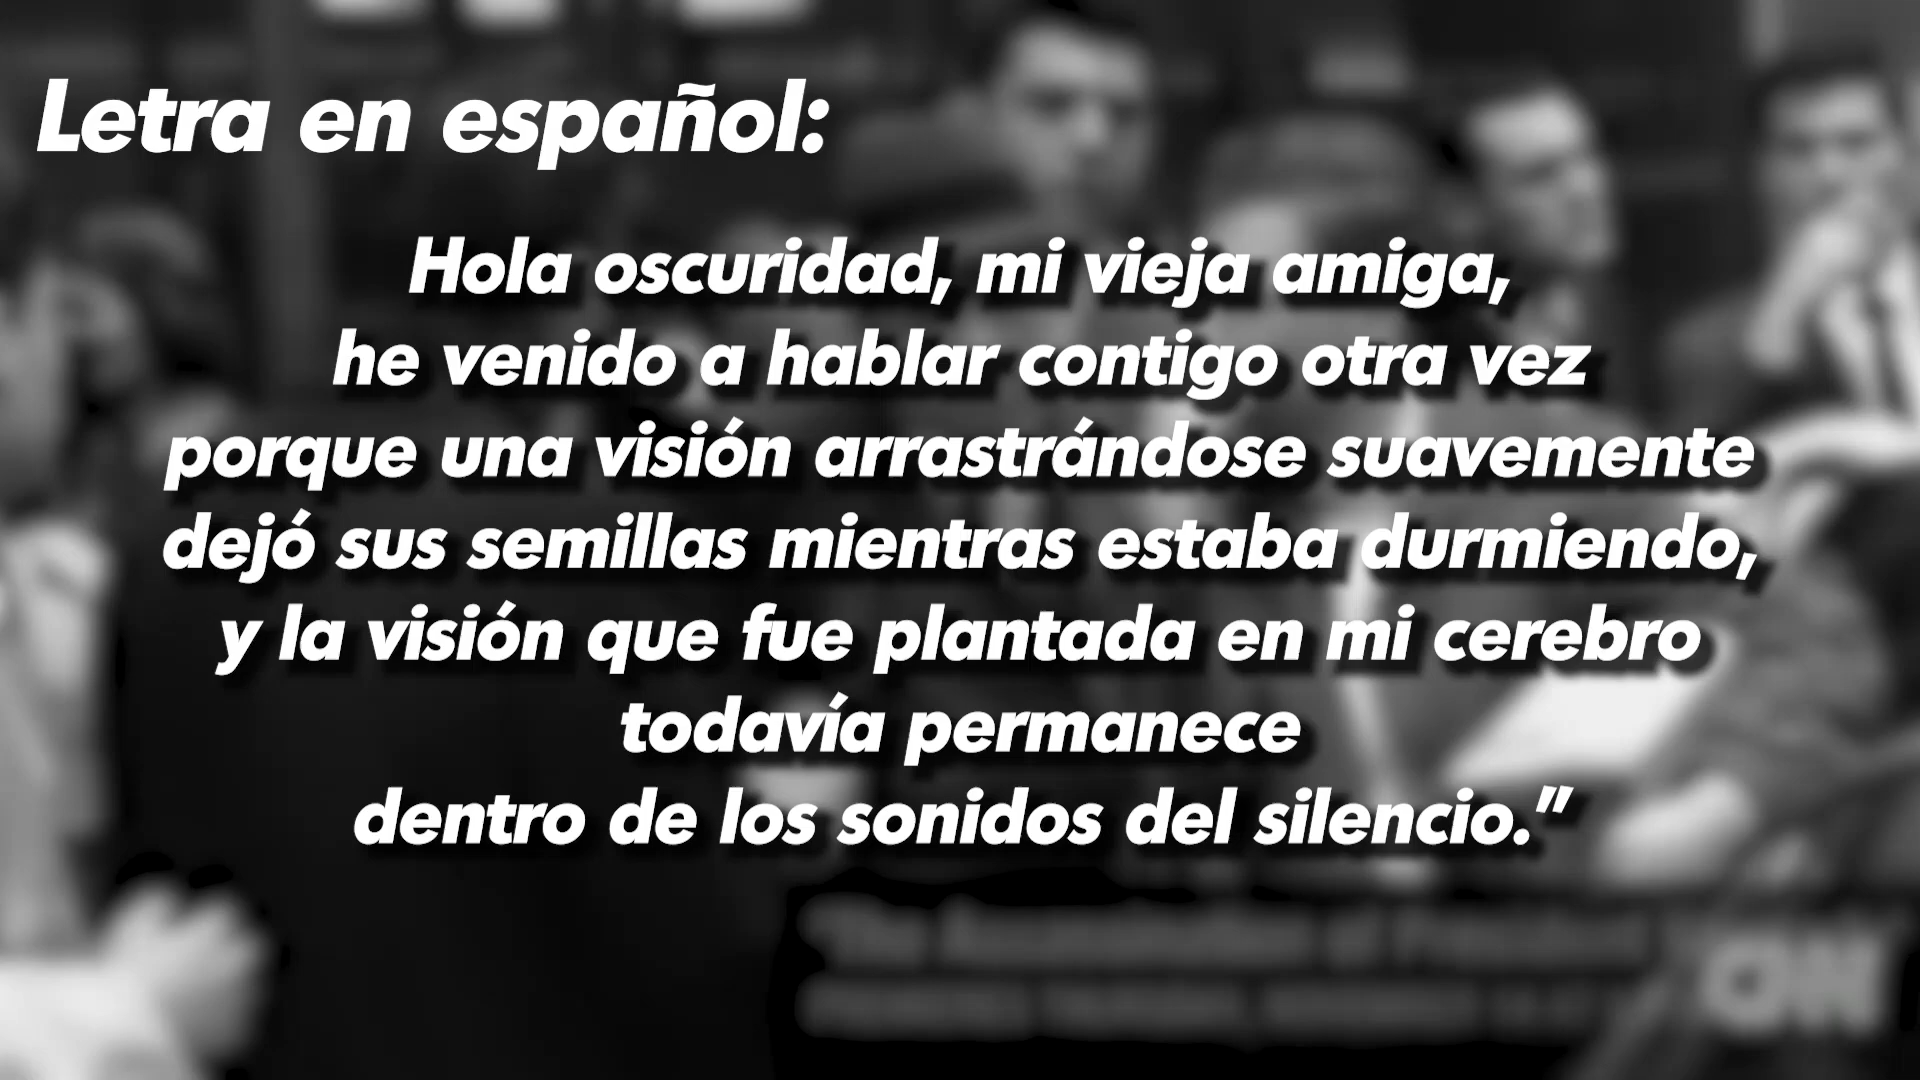 Letra en español:
Hola oscuridad, mi vieja amiga,
he venido a hablar contigo otra vez
porque una visión arrastrándose suavemente
dejó sus semillas mientras estaba durmiendo,
y la visión que fue plantada en mi cerebro
todavía permanece
dentro de los sonidos del silencio.”
CNN